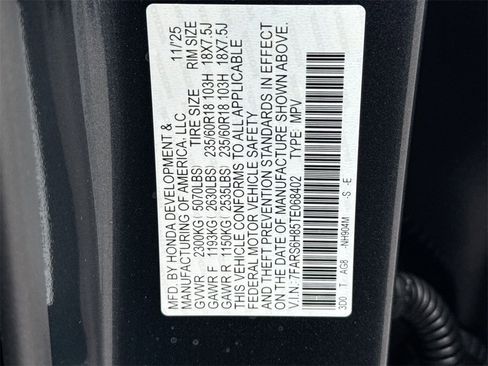 MFD. BY HONDA DEVELOPMENT & 11/'25
MANUFACTURING OF AMERICA, LLC
GVWR 2300KG( 5070LBS) TIRE SIZE RIM SIZE
GAWR F 1193KG( 2630LBS) 235/60R18 103H 18X7.5J
GAWR R 1150KG( 2535LBS) 235/60R18 103H 18X7.5J
THIS VEHICLE CONFORMS TO ALL APPLICABLE
FEDERAL MOTOR VEHICLE SAFETY
AND THEFT PREVENTION STANDARDS IN EFFECT
ON THE DATE OF MANUFACTURE SHOWN ABOVE.
V.I.N.: 7FARS6H85TE068402 TYPE: MPV
3D0 T AG8 -NH904M S -E